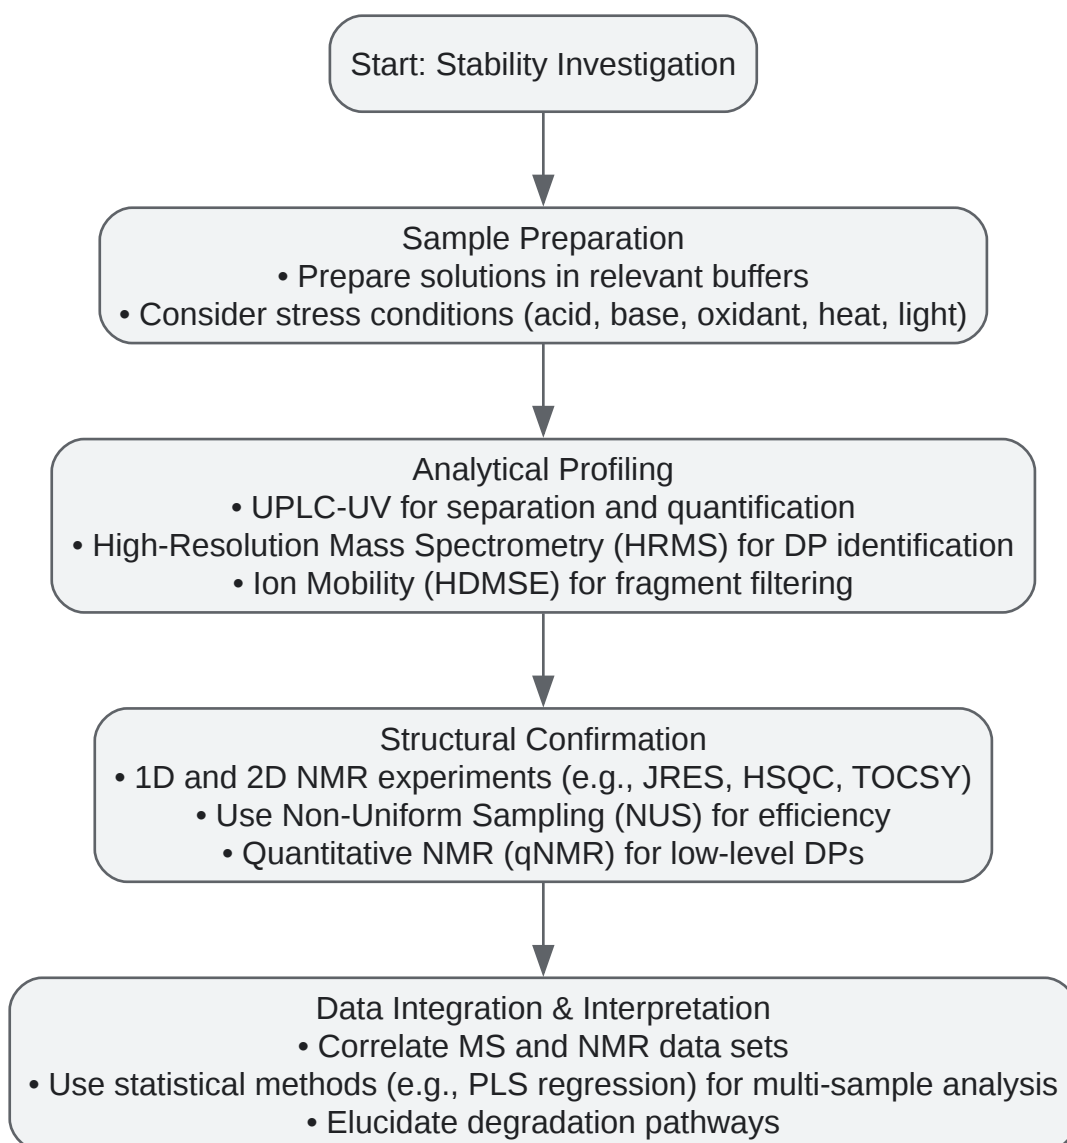 Start: Stability Investigation
Sample Preparation
• Prepare solutions in relevant buffers
• Consider stress conditions (acid, base, oxidant, heat, light)
Analytical Profiling
• UPLC-UV for separation and quantification
• High-Resolution Mass Spectrometry (HRMS) for DP identification
• Ion Mobility (HDMSE) for fragment filtering
Structural Confirmation
• 1D and 2D NMR experiments (e.g., JRES, HSQC, TOCSY)
• Use Non-Uniform Sampling (NUS) for efficiency
• Quantitative NMR (qNMR) for low-level DPs
Data Integration & Interpretation
• Correlate MS and NMR data sets
• Use statistical methods (e.g., PLS regression) for multi-sample analysis
• Elucidate degradation pathways